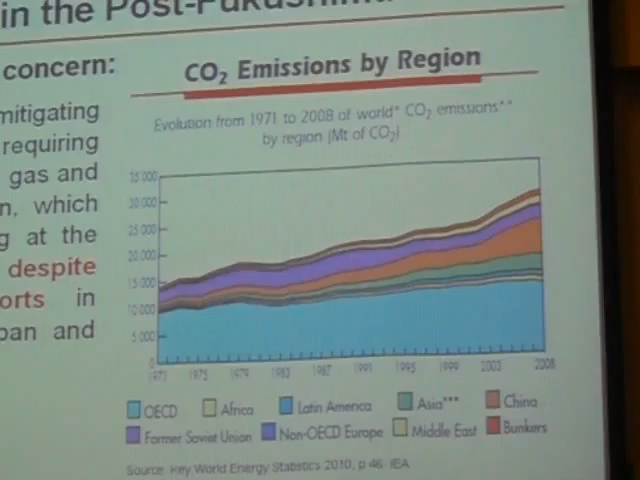 in the Post-Fukushima
concern:
mitigating
requiring
gas and
n, which
g at the
despite
orts in
pan and
CO₂ Emissions by Region
Evolution from 1971 to 2008 of world* CO₂ emissions**
by region (Mt of CO₂)
35 000
30 000
25 000
20 000
15 000
10 000
5 000
0
1971 1975 1979 1983 1987 1991 1995 1999 2003 2008
OECD Africa Latin America Asia*** China
Former Soviet Union Non-OECD Europe Middle East Bunkers
Source: Key World Energy Statistics 2010, p 46 IEA